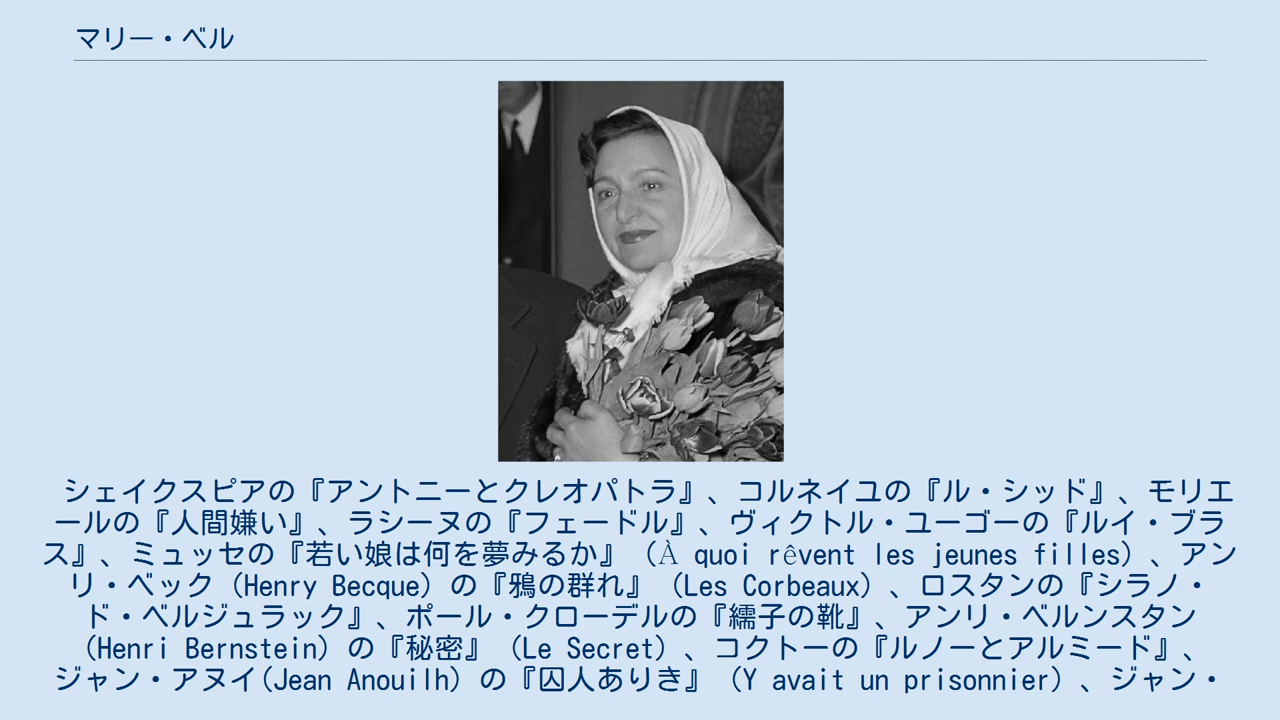 マリー・ベル
シェイクスピアの『アントニーとクレオパトラ』、コルネイユの『ル・シッド』、モリエ
ールの『人間嫌い』、ラシーヌの『フェードル』、ヴィクトル・ユーゴーの『ルイ・ブラ
ス』、ミュッセの『若い娘は何を夢みるか』（À quoi rêvent les jeunes filles）、アン
リ・ベック（Henry Becque）の『鴉の群れ』（Les Corbeaux）、ロスタンの『シラノ・
ド・ベルジュラック』、ポール・クローデルの『繻子の靴』、アンリ・ベルンスタン
（Henri Bernstein）の『秘密』（Le Secret）、コクトーの『ルノーとアルミード』、
ジャン・アヌイ(Jean Anouilh）の『囚人ありき』（Y avait un prisonnier）、ジャン・